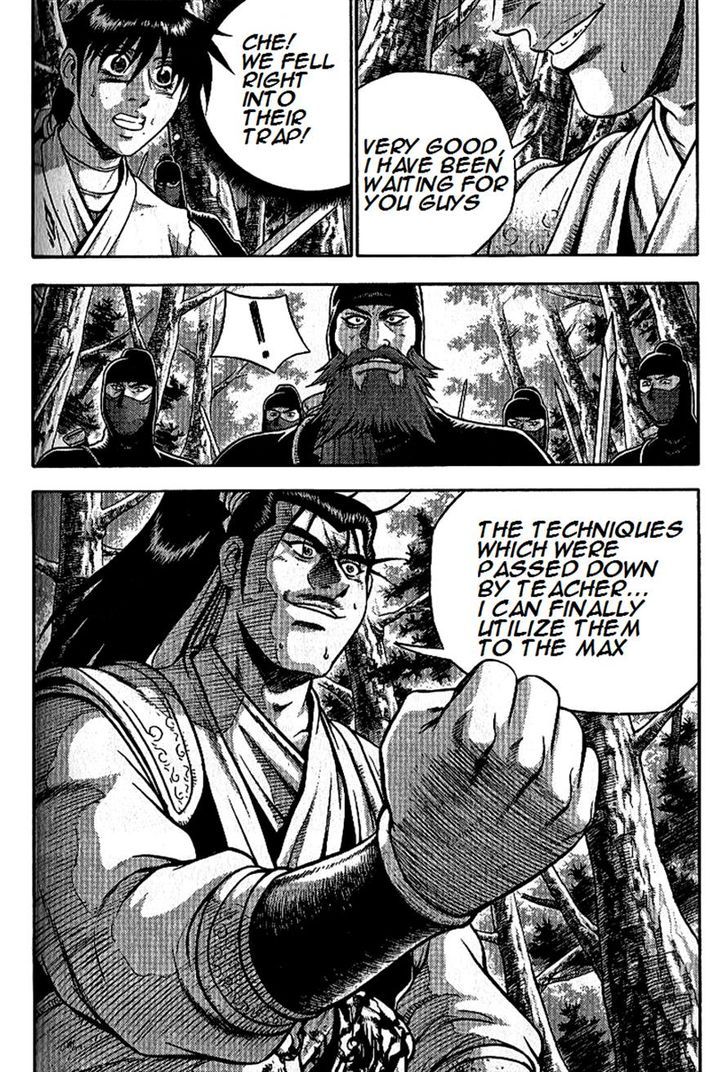 CHE!
WE FELL
RIGHT
INTO
THEIR
TRAP!
VERY GOOD,
I HAVE BEEN
WAITING FOR
YOU GUYS
!
THE TECHNIQUES
WHICH WERE
PASSED DOWN
BY TEACHER...
I CAN FINALLY
UTILIZE THEM
TO THE MAX